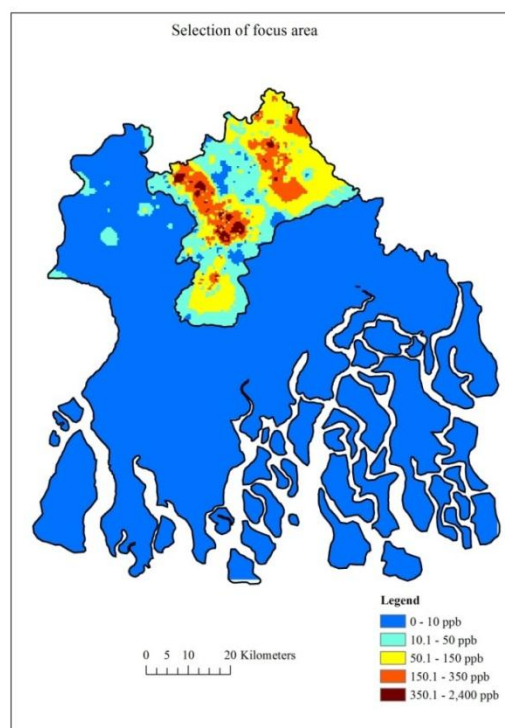 Selection of focus area
Legend
0 - 10 ppb
10.1 - 50 ppb
50.1 - 150 ppb
150.1 - 350 ppb
350.1 - 2,400 ppb
0 5 10 20 Kilometers